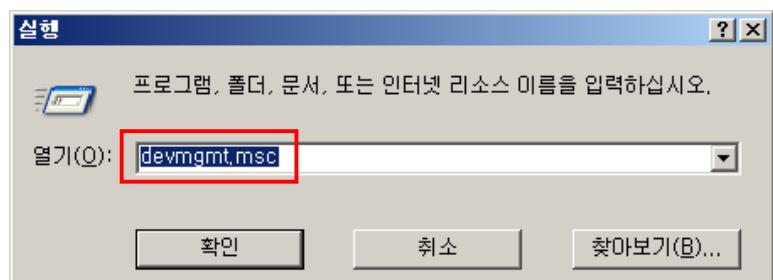 실행
프로그램, 폴더, 문서, 또는 인터넷 리소스 이름을 입력하십시오.
열기(O): devmgmt.msc
확인 취소 찾아보기(B)...